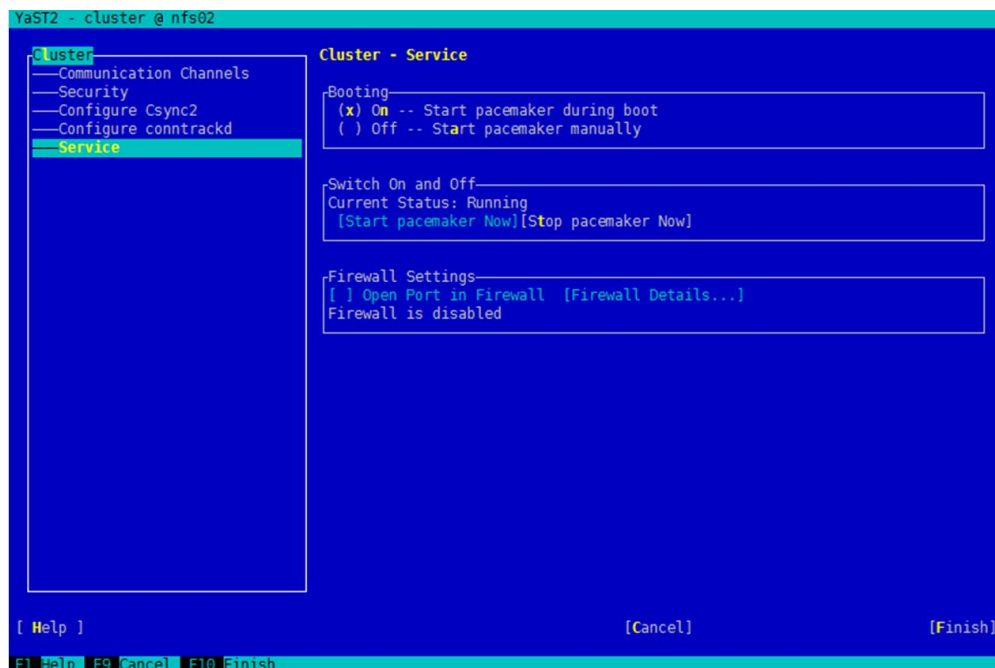 YaST2 - cluster @ nfs02
Cluster
Communication Channels
Security
Configure Csync2
Configure conntrackd
Service
Cluster - Service
Booting
(x) On -- Start pacemaker during boot
( ) Off -- Start pacemaker manually
Switch On and Off
Current Status: Running
[Start pacemaker Now][Stop pacemaker Now]
Firewall Settings
[ ] Open Port in Firewall [Firewall Details...]
Firewall is disabled
[ Help ] [Cancel] [Finish]
F1 Help F9 Cancel F10 Finish